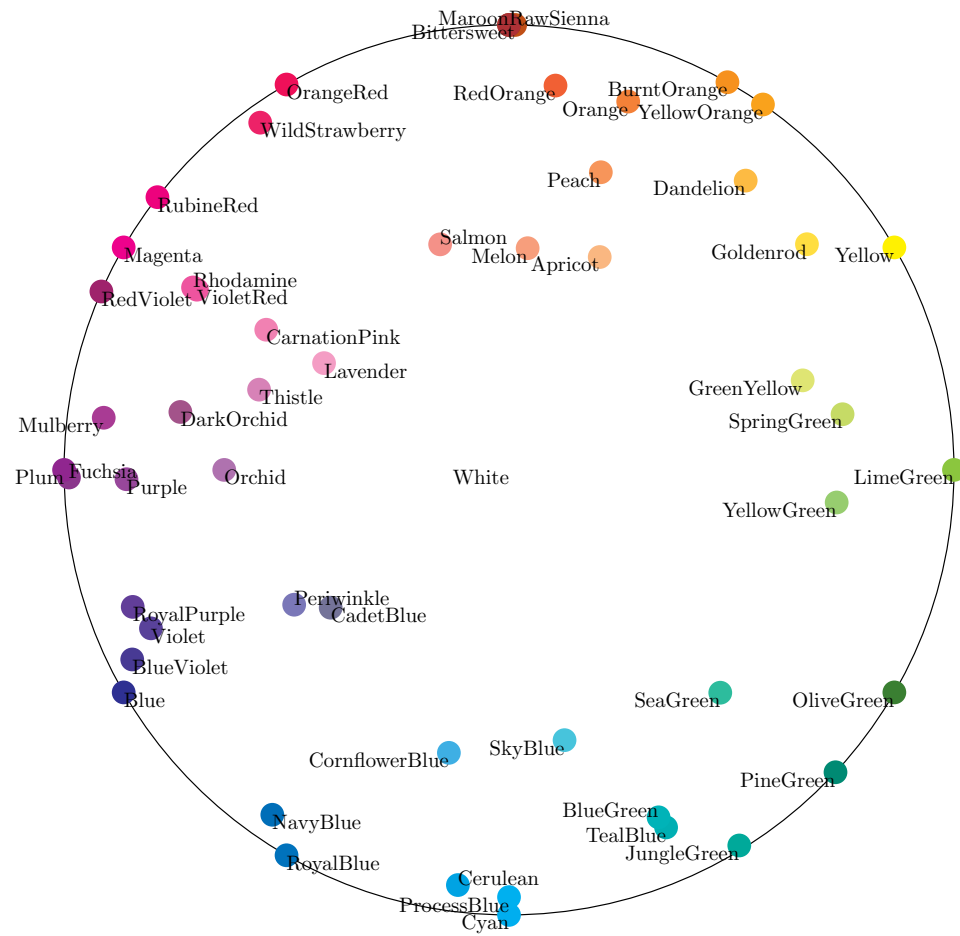 MaroonRawSienna
Bittersweet
OrangeRed
RedOrange
BurntOrange
Orange
YellowOrange
WildStrawberry
Peach
Dandelion
RubineRed
Salmon
Melon
Apricot
Goldenrod
Yellow
Magenta
Rhodamine
RedViolet
VioletRed
CarnationPink
Lavender
GreenYellow
Thistle
DarkOrchid
SpringGreen
Mulberry
Fuchsia
Plum
Purple
Orchid
White
LimeGreen
YellowGreen
Periwinkle
RoyalPurple
CadetBlue
Violet
BlueViolet
Blue
SeaGreen
OliveGreen
SkyBlue
CornflowerBlue
PineGreen
BlueGreen
NavyBlue
TealBlue
JungleGreen
RoyalBlue
Cerulean
ProcessBlue
Cyan